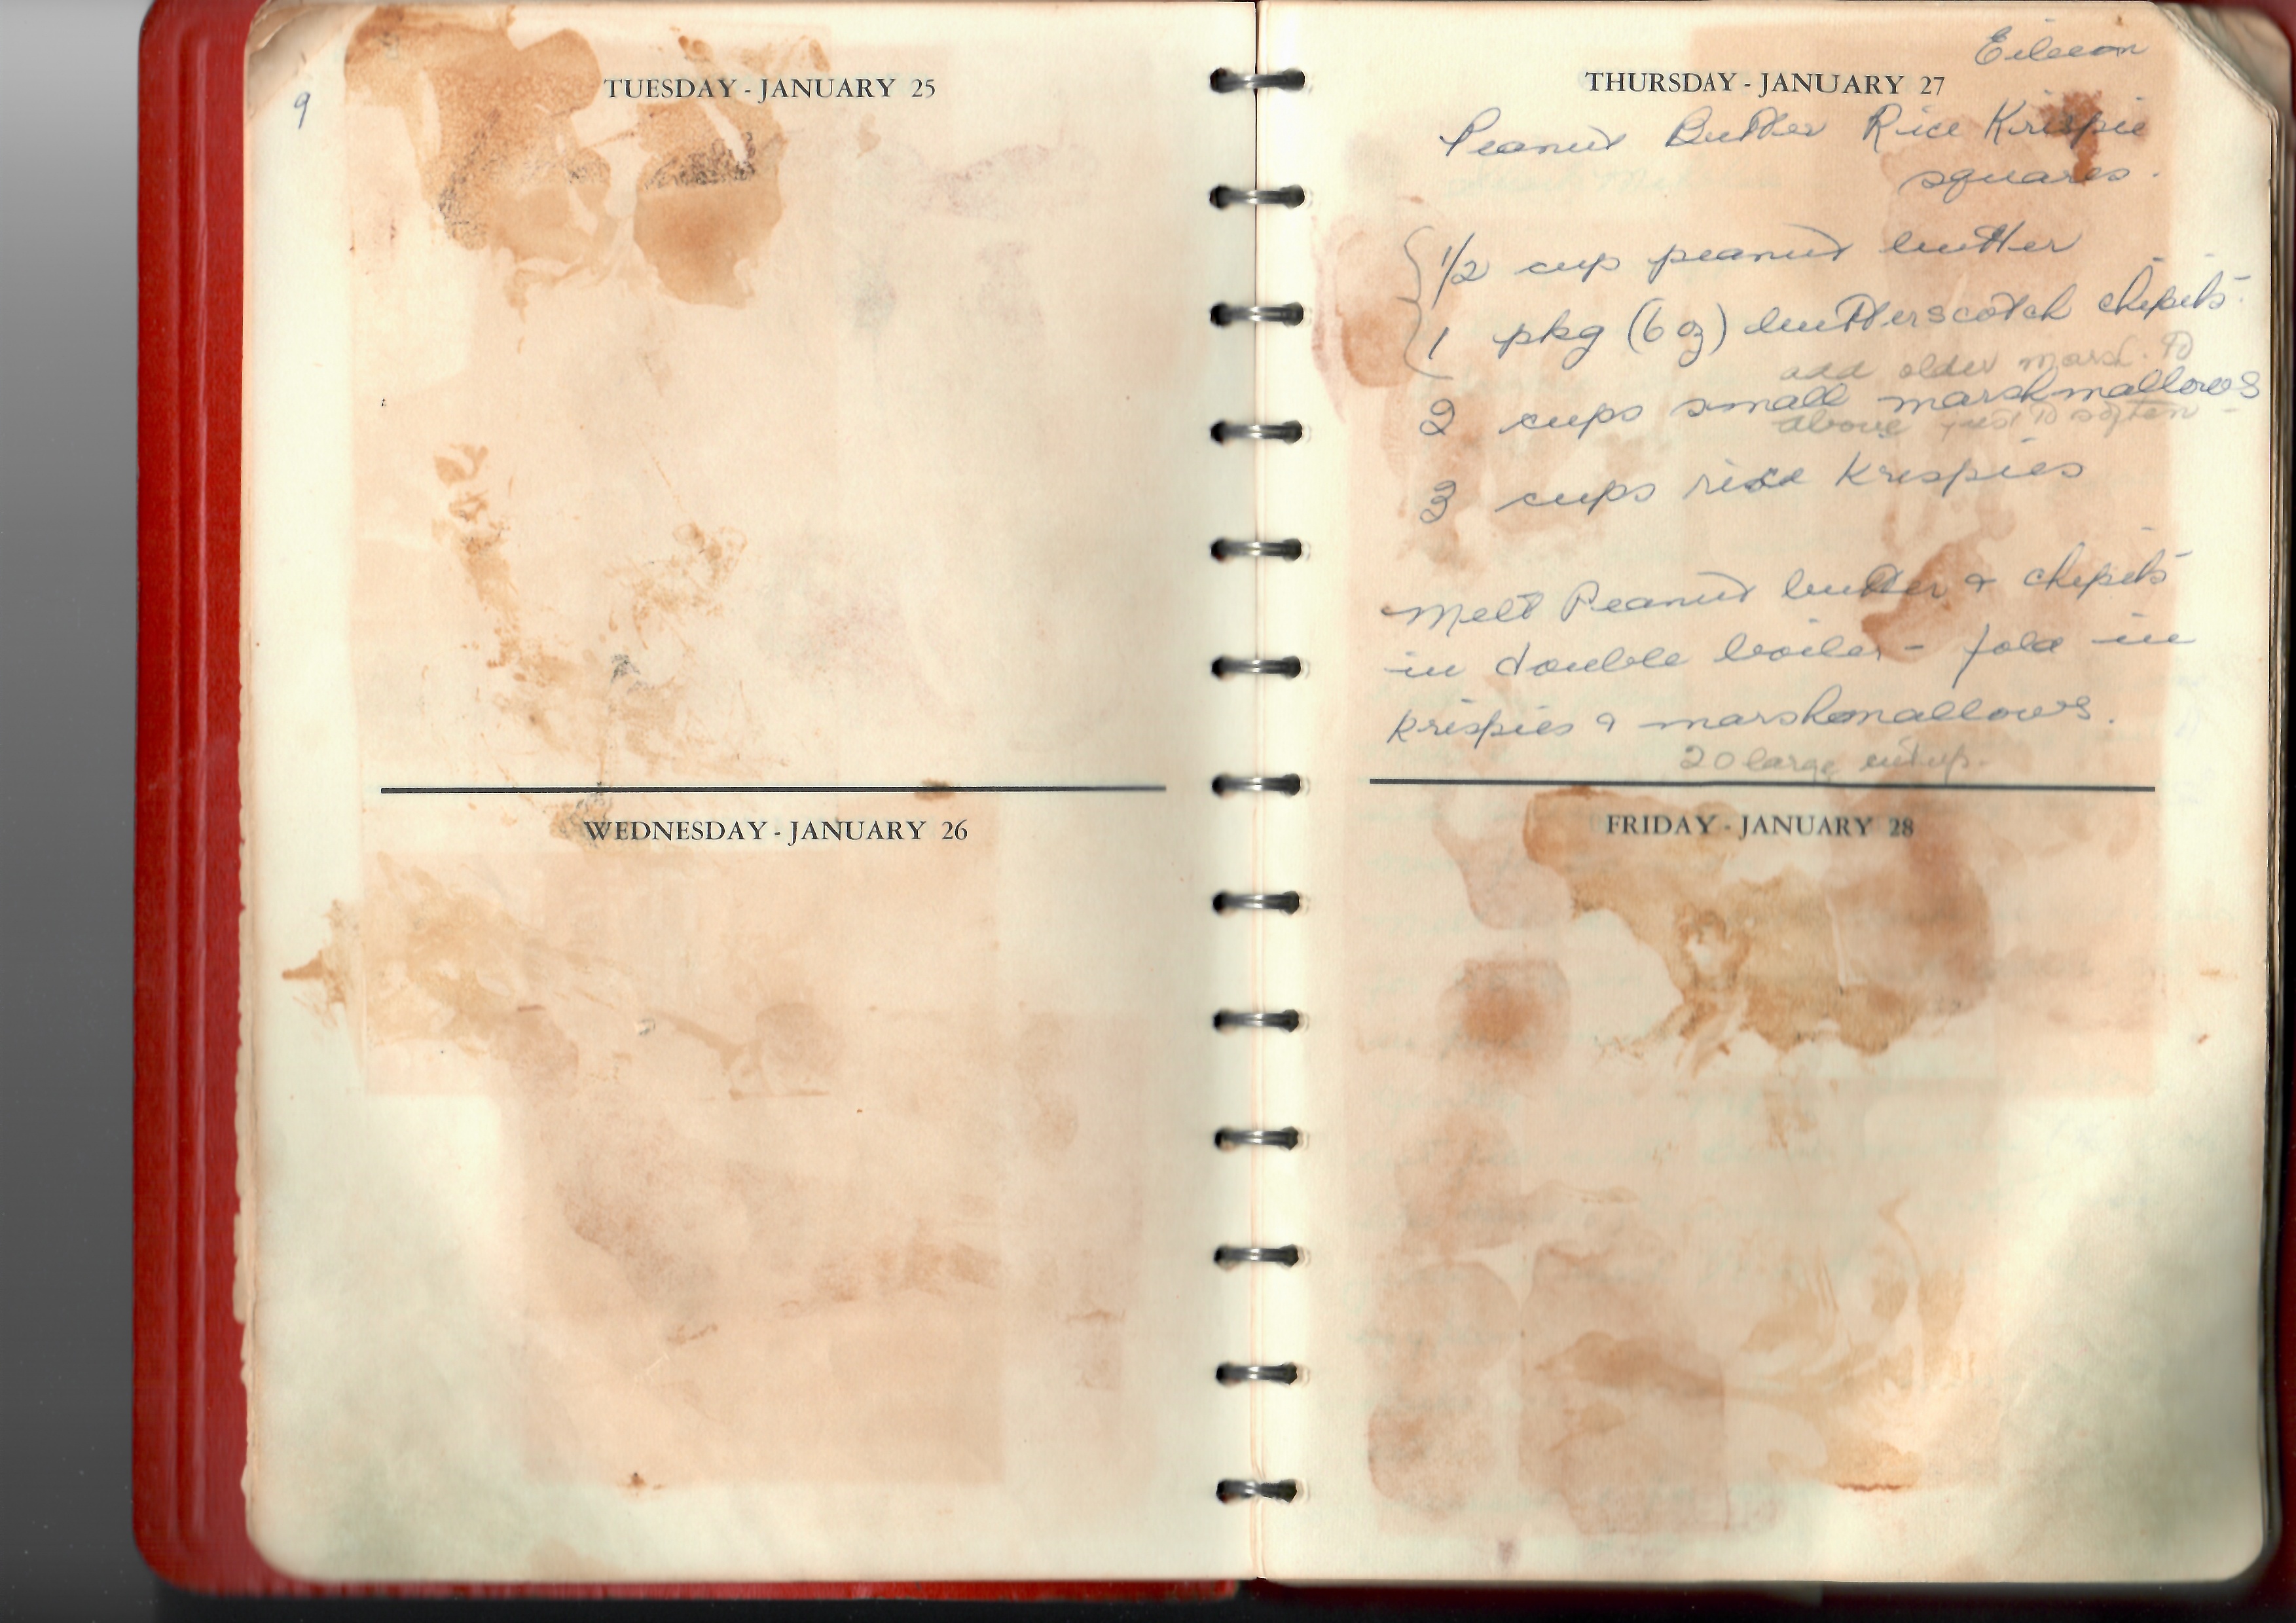 9
TUESDAY - JANUARY 25
WEDNESDAY - JANUARY 26
Eileen
THURSDAY - JANUARY 27
Peanut Butter Rice Krispie
squares.
1/2 cup peanut butter
1 pkg (6 oz) butterscotch chipits.
add older marsh. to
2 cups small marshmallows
above just to soften -
3 cups rice krispies
Melt Peanut butter & chipits
in double boiler - fold in
krispies & marshmallows.
20 large cut up.
FRIDAY - JANUARY 28